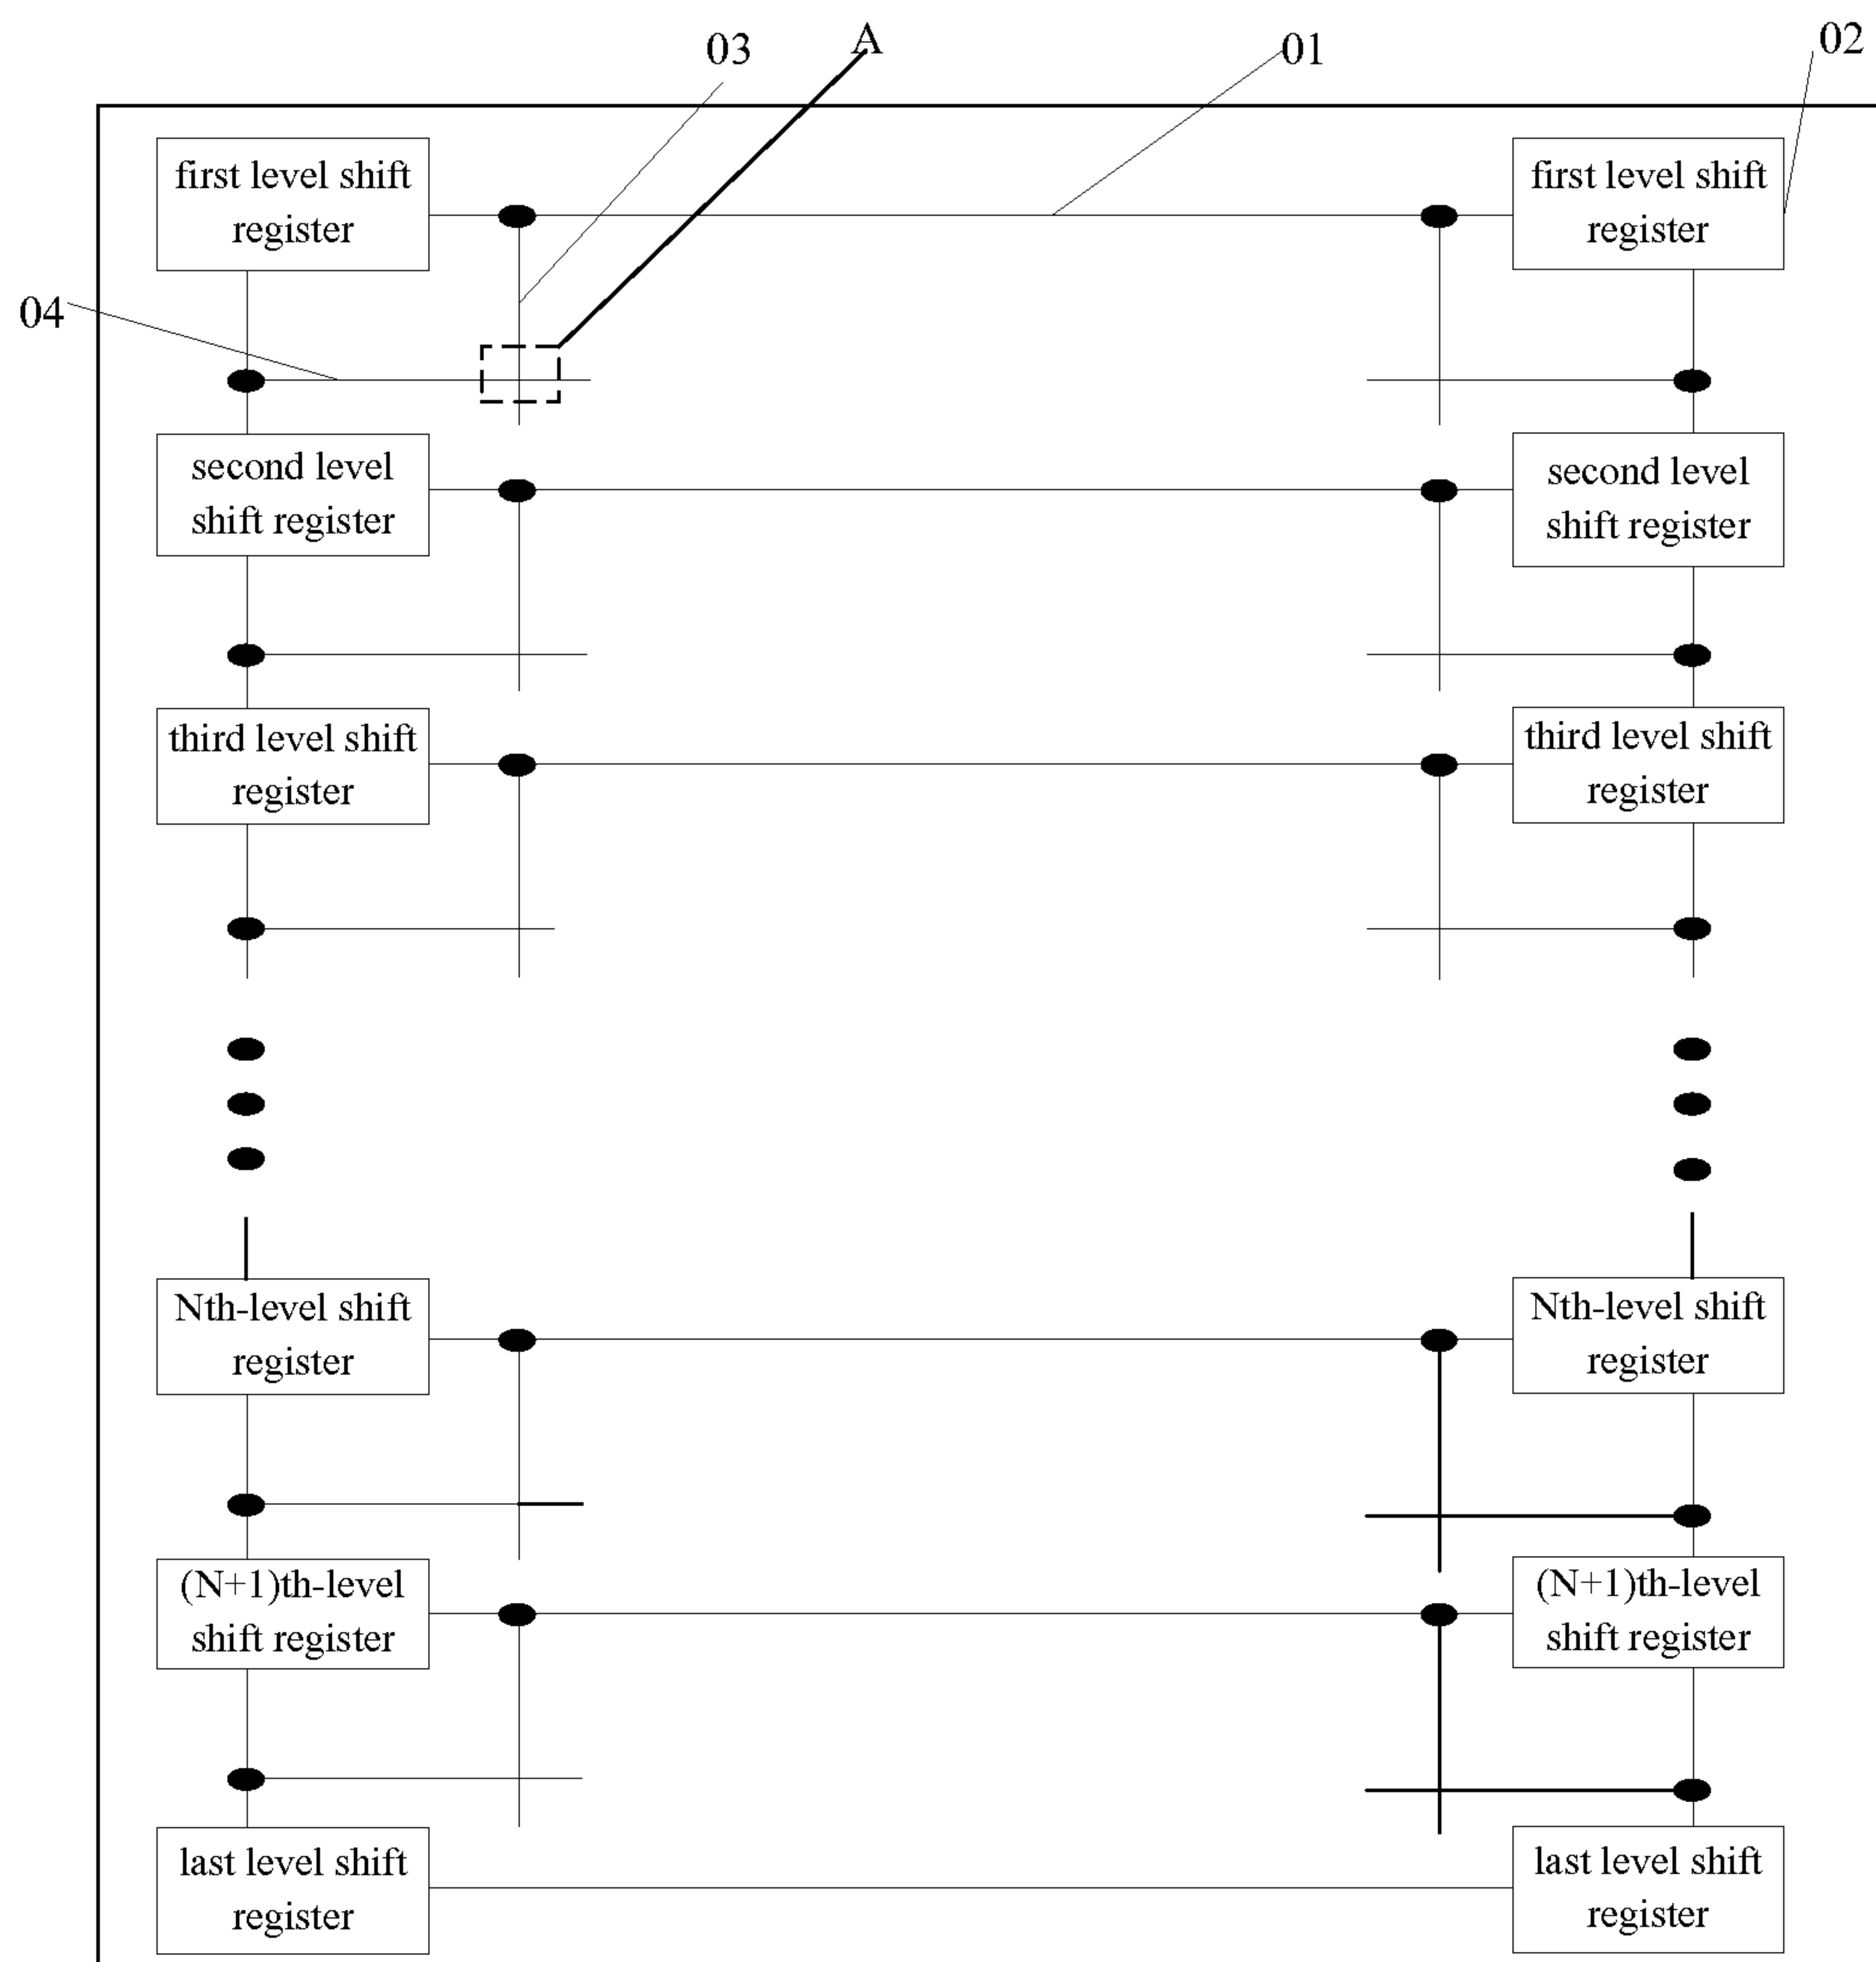 03
A
01
02
first level shift
register
first level shift
register
04
second level
shift register
second level
shift register
third level shift
register
third level shift
register
Nth-level shift
register
Nth-level shift
register
(N+1)th-level
shift register
(N+1)th-level
shift register
last level shift
register
last level shift
register